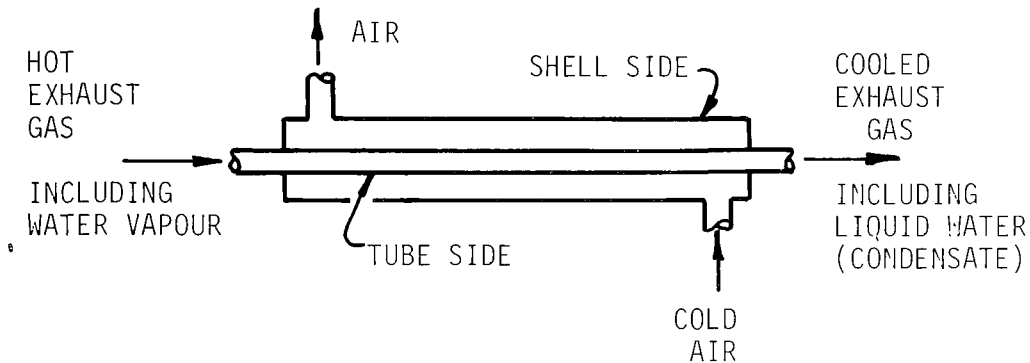 AIR
HOT
EXHAUST
GAS
SHELL SIDE
COOLED
EXHAUST
GAS
INCLUDING
WATER VAPOUR
TUBE SIDE
INCLUDING
LIQUID WATER
(CONDENSATE)
COLD
AIR